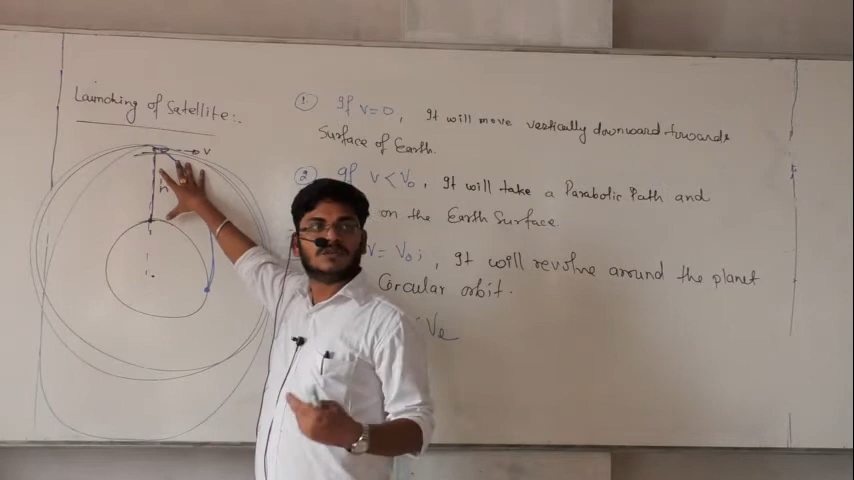 Launching of Satellite:.
v
h
① If v=0, It will move vertically downward towards
Surface of Earth.
② If v<V₀, It will take a Parabolic Path and
on the Earth Surface
v=V₀; , It will revolve around the planet
Circular orbit.
Ve